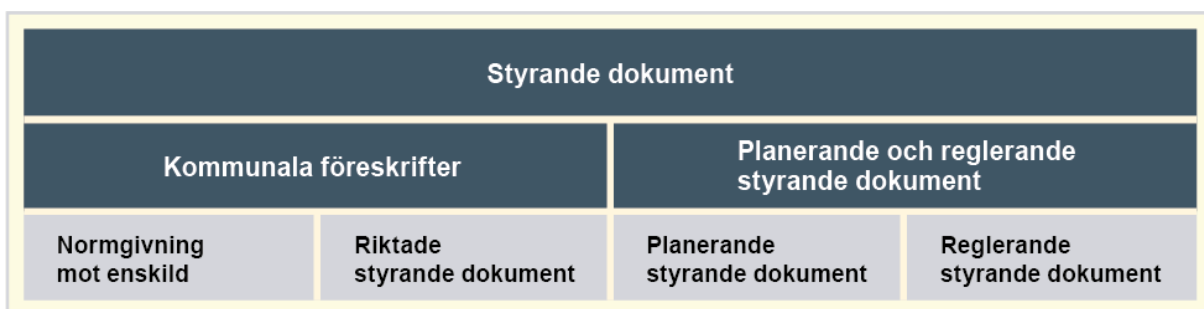 Styrande dokument
Kommunala föreskrifter
Planerande och reglerande
styrande dokument
Normgivning
mot enskild
Riktade
styrande dokument
Planerande
styrande dokument
Reglerande
styrande dokument